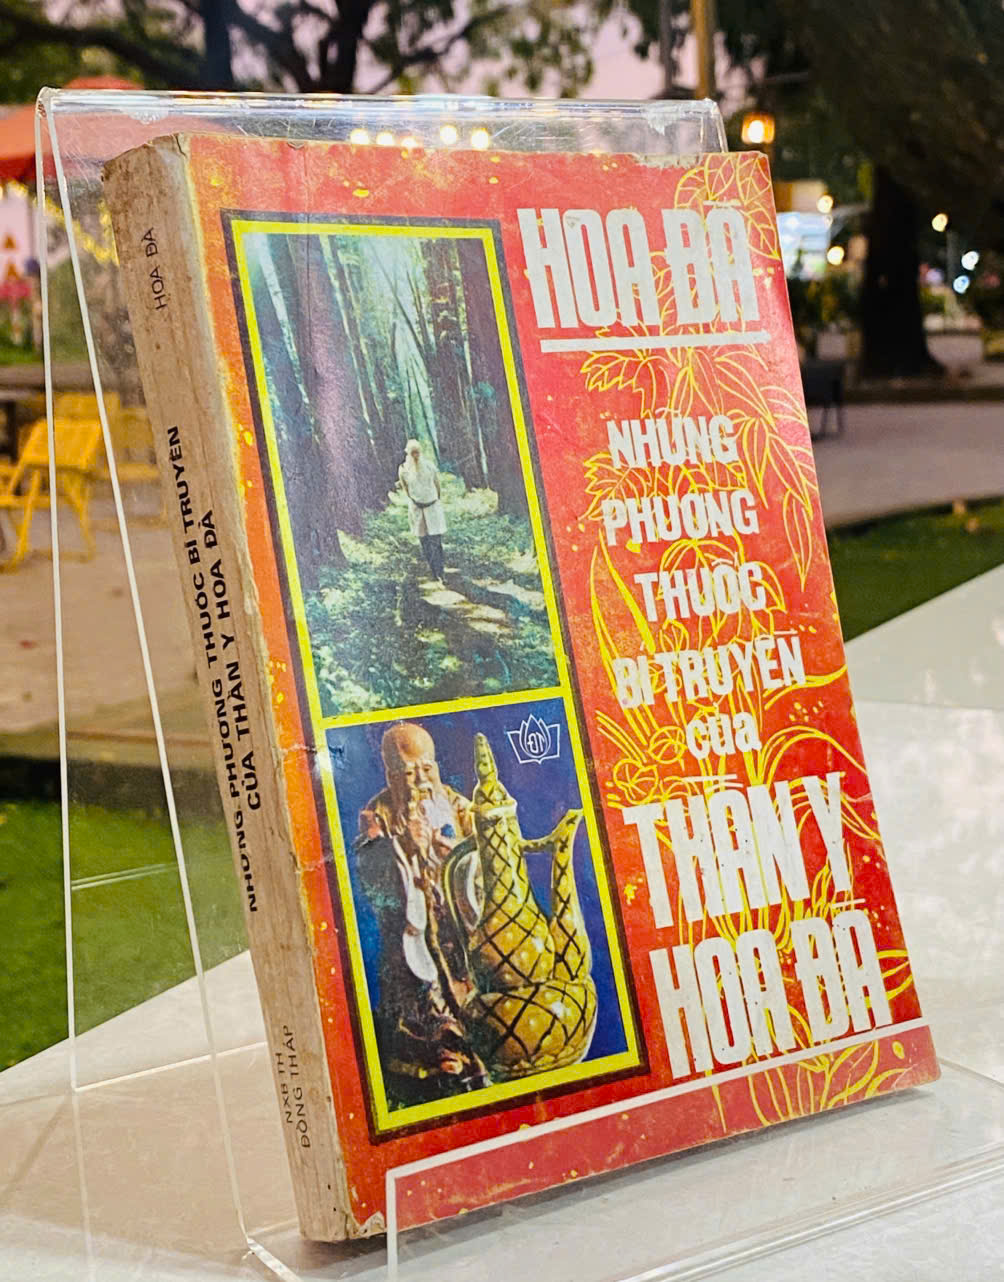 HOA ĐÀ
NHỮNG
PHƯƠNG
THUỐC
BÍ TRUYỀN
CỦA
THẦN Y
HOA ĐÀ
ĐN
HOA ĐÀ
NHỮNG PHƯƠNG THUỐC BÍ TRUYỀN
CỦA THẦN Y HOA ĐÀ
NXB TH
ĐỒNG THÁP